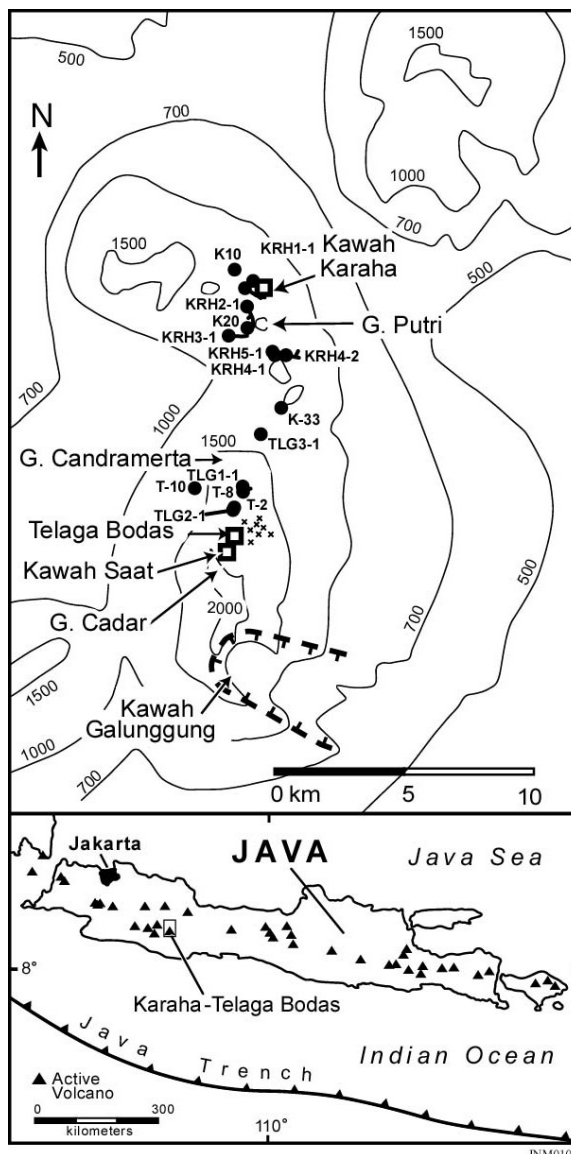 1500
500
700
N
1000
700
1500
K10
KRH1-1
Kawah
Karaha
500
KRH2-1
K20
G. Putri
KRH3-1
KRH5-1
KRH4-2
KRH4-1
700
1000
K-33
TLG3-1
G. Candramerta
1500
TLG1-1
T-10
T-8
T-2
TLG2-1
Telaga Bodas
500
Kawah Saat
G. Cadar
2000
700
1500
Kawah
Galunggung
1000
700
0 km
5
10
Jakarta
JAVA
Java Sea
8°
Karaha-Telaga Bodas
Java Trench
Indian Ocean
Active
Volcano
0
300
kilometers
110°